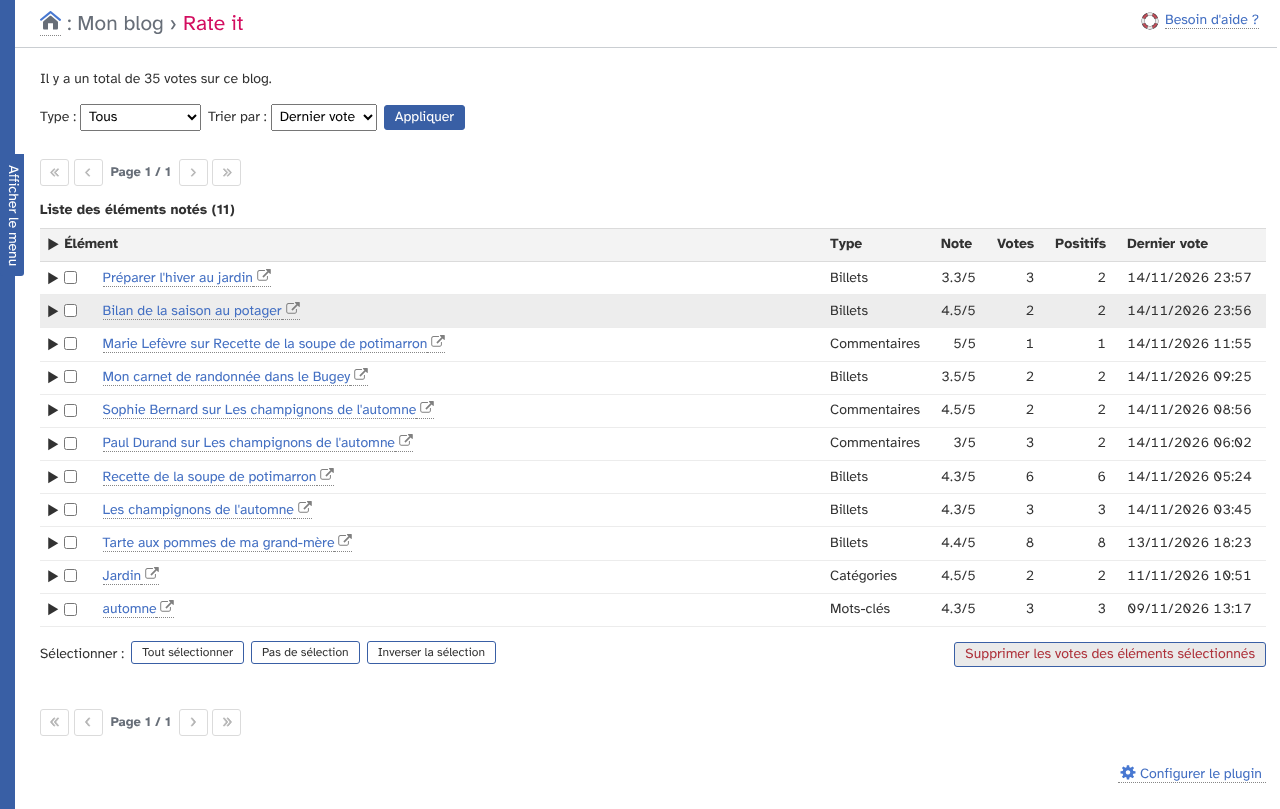 : Mon blog › Rate it
Besoin d'aide ?
Il y a un total de 35 votes sur ce blog.
Type : Tous Trier par : Dernier vote Appliquer
Afficher le menu
« ‹ Page 1 / 1 › »
Liste des éléments notés (11)
Élément Type Note Votes Positifs Dernier vote
Préparer l'hiver au jardin Billets 3.3/5 3 2 14/11/2026 23:57
Bilan de la saison au potager Billets 4.5/5 2 2 14/11/2026 23:56
Marie Lefèvre sur Recette de la soupe de potimarron Commentaires 5/5 1 1 14/11/2026 11:55
Mon carnet de randonnée dans le Bugey Billets 3.5/5 2 2 14/11/2026 09:25
Sophie Bernard sur Les champignons de l'automne Commentaires 4.5/5 2 2 14/11/2026 08:56
Paul Durand sur Les champignons de l'automne Commentaires 3/5 3 2 14/11/2026 06:02
Recette de la soupe de potimarron Billets 4.3/5 6 6 14/11/2026 05:24
Les champignons de l'automne Billets 4.3/5 3 3 14/11/2026 03:45
Tarte aux pommes de ma grand-mère Billets 4.4/5 8 8 13/11/2026 18:23
Jardin Catégories 4.5/5 2 2 11/11/2026 10:51
automne Mots-clés 4.3/5 3 3 09/11/2026 13:17
Sélectionner : Tout sélectionner Pas de sélection Inverser la sélection Supprimer les votes des éléments sélectionnés
« ‹ Page 1 / 1 › »
Configurer le plugin